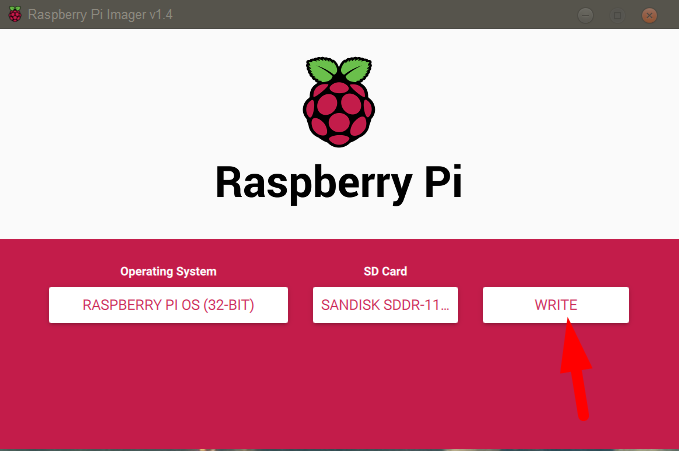 Raspberry Pi Imager v1.4
Raspberry Pi
Operating System
SD Card
RASPBERRY PI OS (32-BIT)
SANDISK SDDR-11...
WRITE